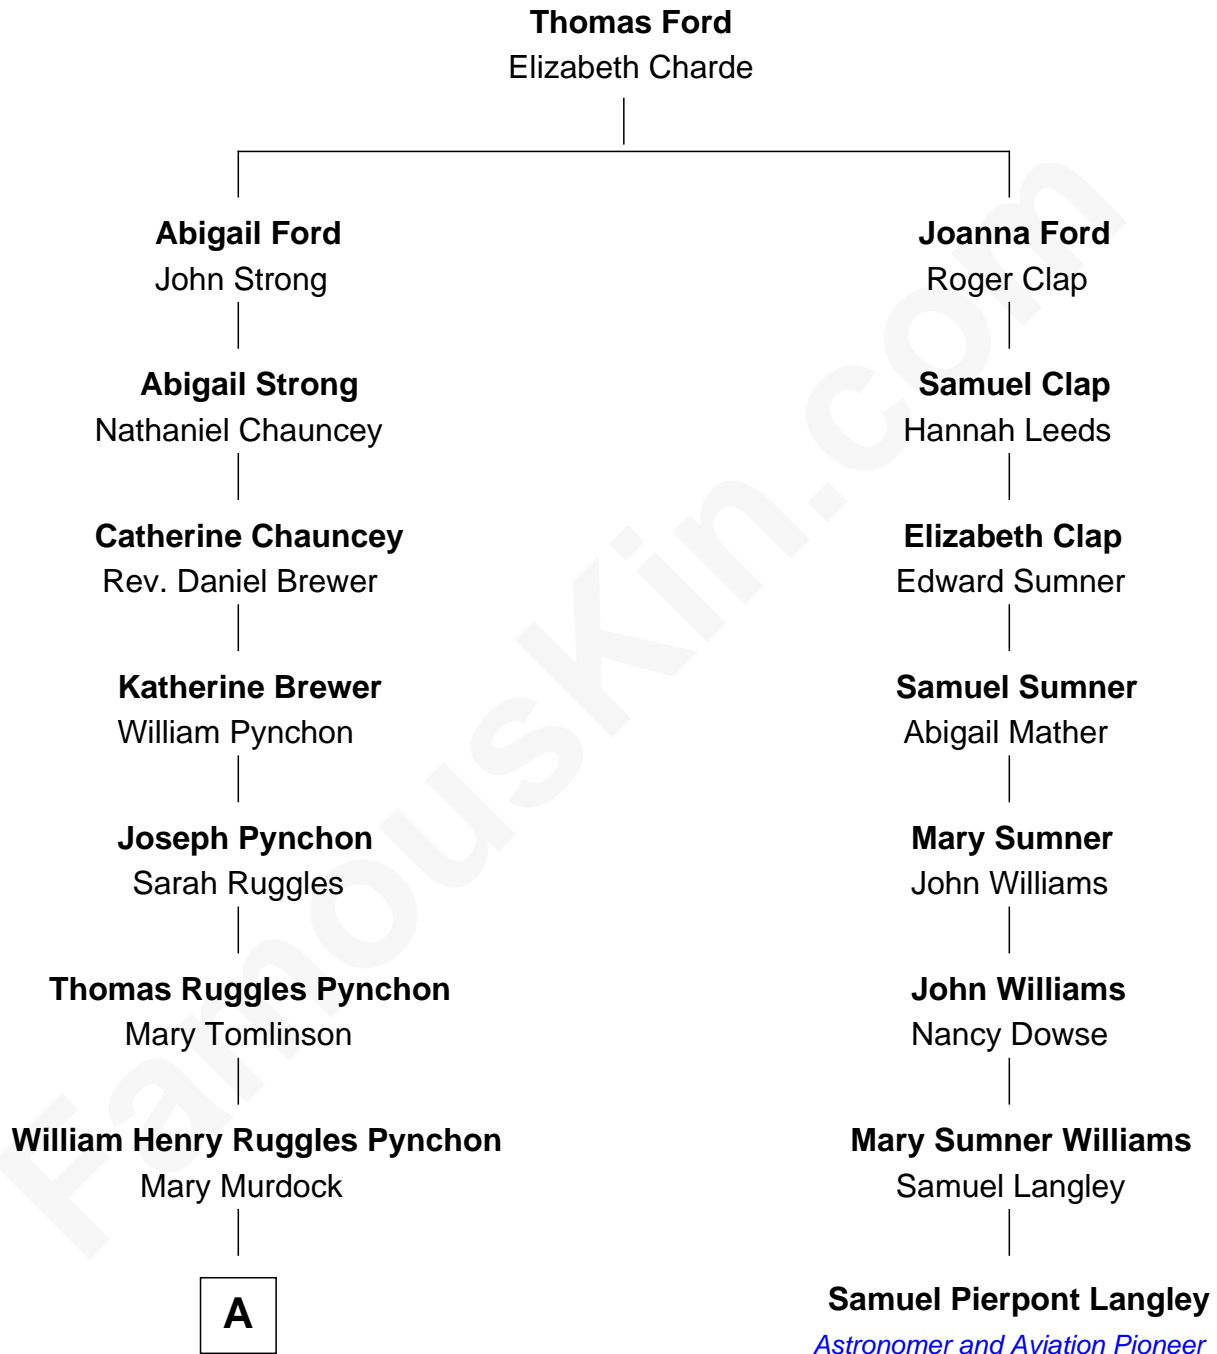 Thomas Ford
Elizabeth Charde
Abigail Ford
John Strong
Joanna Ford
Roger Clap
Abigail Strong
Nathaniel Chauncey
Samuel Clap
Hannah Leeds
Catherine Chauncey
Rev. Daniel Brewer
Elizabeth Clap
Edward Sumner
Katherine Brewer
William Pynchon
Samuel Sumner
Abigail Mather
Joseph Pynchon
Sarah Ruggles
Mary Sumner
John Williams
Thomas Ruggles Pynchon
Mary Tomlinson
John Williams
Nancy Dowse
William Henry Ruggles Pynchon
Mary Murdock
Mary Sumner Williams
Samuel Langley
A
Samuel Pierpont Langley
Astronomer and Aviation Pioneer
FamousKin.com